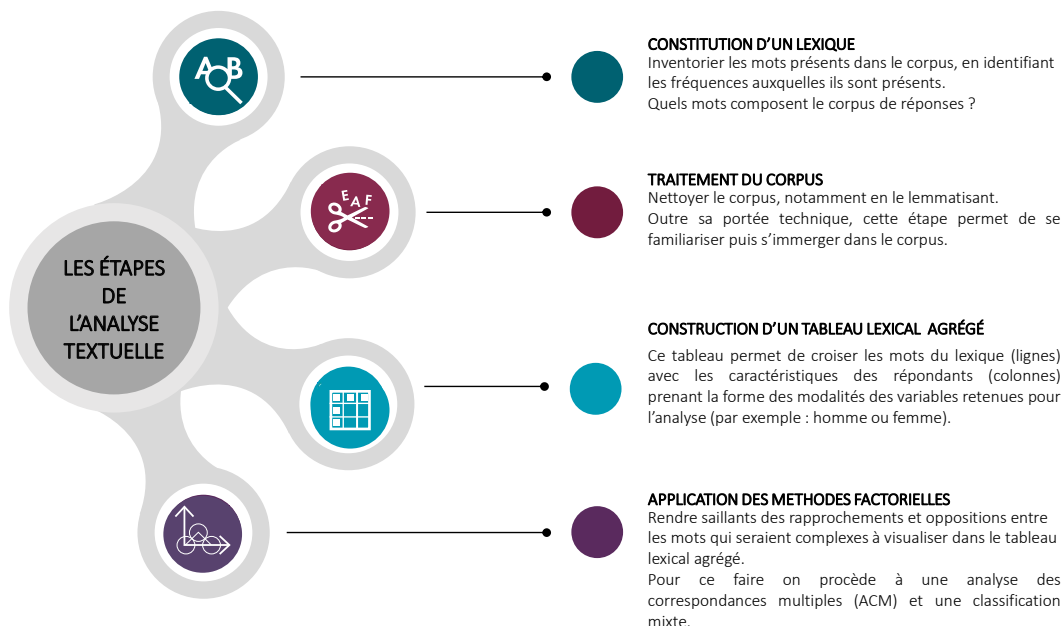 LES ÉTAPES
DE
L'ANALYSE
TEXTUELLE
A B
CONSTITUTION D'UN LEXIQUE
Inventorier les mots présents dans le corpus, en identifiant
les fréquences auxquelles ils sont présents.
Quels mots composent le corpus de réponses ?
E A F
TRAITEMENT DU CORPUS
Nettoyer le corpus, notamment en le lemmatisant.
Outre sa portée technique, cette étape permet de se
familiariser puis s'immerger dans le corpus.
CONSTRUCTION D'UN TABLEAU LEXICAL AGRÉGÉ
Ce tableau permet de croiser les mots du lexique (lignes)
avec les caractéristiques des répondants (colonnes)
prenant la forme des modalités des variables retenues pour
l'analyse (par exemple : homme ou femme).
APPLICATION DES METHODES FACTORIELLES
Rendre saillants des rapprochements et oppositions entre
les mots qui seraient complexes à visualiser dans le tableau
lexical agrégé.
Pour ce faire on procède à une analyse des
correspondances multiples (ACM) et une classification
mixte.